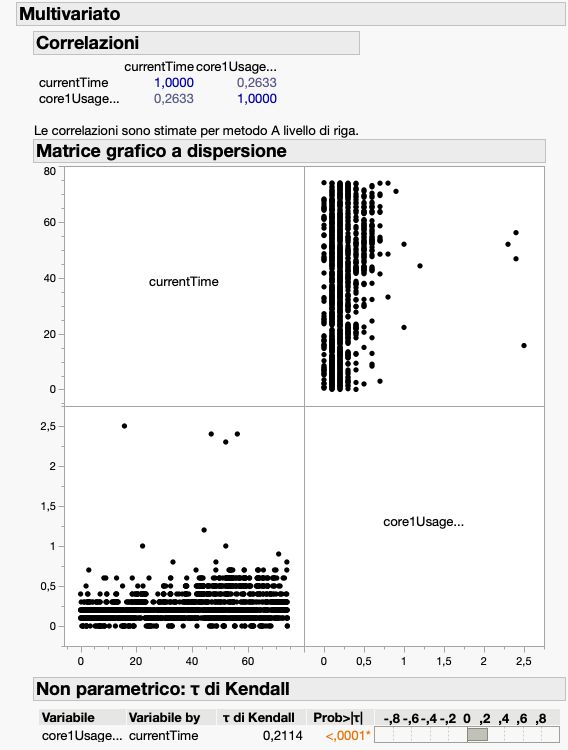 Multivariato
Correlazioni
currentTime core1Usage...
currentTime 1,0000 0,2633
core1Usage... 0,2633 1,0000
Le correlazioni sono stimate per metodo A livello di riga.
Matrice grafico a dispersione
80
60
40
20
0
currentTime
2,5
2
1,5
1
0,5
0
core1Usage...
0 20 40 60 0 0,5 1 1,5 2 2,5
Non parametrico: τ di Kendall
Variabile Variabile by τ di Kendall Prob>|τ| -,8 -,6 -,4 -,2 0 ,2 ,4 ,6 ,8
core1Usage... currentTime 0,2114 <,0001*